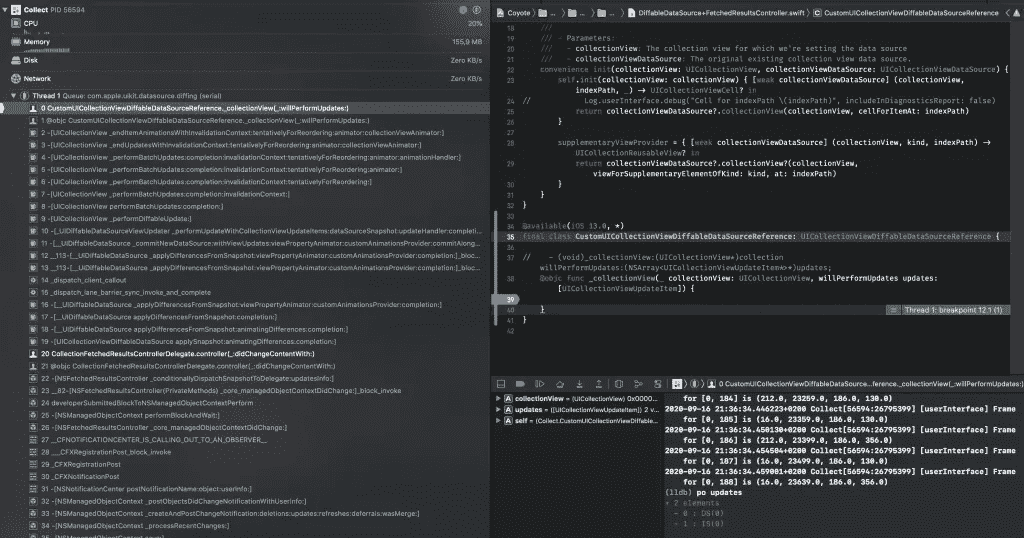 Collect PID 56594
CPU 20%
Memory 155,9 MB
Disk Zero KB/s
Network Zero KB/s
Thread 1 Queue: com.apple.uikit.datasource.diffing (serial)
0 CustomUICollectionViewDiffableDataSourceReference._collectionView(_:willPerformUpdates:)
1 @objc CustomUICollectionViewDiffableDataSourceReference._collectionView(_:willPerformUpdates:)
2 -[UICollectionView _endItemAnimationsWithInvalidationContext:tentativelyForReordering:animator:collectionViewAnimator:]
3 -[UICollectionView _endUpdatesWithInvalidationContext:tentativelyForReordering:animator:collectionViewAnimator:]
4 -[UICollectionView _performBatchUpdates:completion:invalidationContext:tentativelyForReordering:animator:animationHandler:]
5 -[UICollectionView _performBatchUpdates:completion:invalidationContext:tentativelyForReordering:animator:]
6 -[UICollectionView _performBatchUpdates:completion:invalidationContext:tentativelyForReordering:]
7 -[UICollectionView _performBatchUpdates:completion:invalidationContext:]
8 -[UICollectionView performBatchUpdates:completion:]
9 -[UICollectionView _performDiffableUpdate:]
10 -[_UIDiffableDataSourceViewUpdater _performUpdateWithCollectionViewUpdateItems:dataSourceSnapshot:updateHandler:completi...
11 -[__UIDiffableDataSource _commitNewDataSource:withViewUpdates:viewPropertyAnimator:customAnimationsProvider:commitAlong...
12 __113-[__UIDiffableDataSource _applyDifferencesFromSnapshot:viewPropertyAnimator:customAnimationsProvider:completion:]_bloc...
13 __113-[__UIDiffableDataSource _applyDifferencesFromSnapshot:viewPropertyAnimator:customAnimationsProvider:completion:]_bloc...
14 _dispatch_client_callout
15 _dispatch_lane_barrier_sync_invoke_and_complete
16 -[__UIDiffableDataSource _applyDifferencesFromSnapshot:viewPropertyAnimator:customAnimationsProvider:completion:]
17 -[__UIDiffableDataSource applyDifferencesFromSnapshot:completion:]
18 -[__UIDiffableDataSource applyDifferencesFromSnapshot:animatingDifferences:completion:]
19 -[__UIDiffableDataSource applyDifferencesFromSnapshot:animatingDifferences:completion:]
20 CollectionFetchedResultsControllerDelegate.controller(_:didChangeContentWith:)
21 @objc CollectionFetchedResultsControllerDelegate.controller(_:didChangeContentWith:)
22 -[NSFetchedResultsController _conditionallyDispatchSnapshotToDelegate:updatesInfo:]
23 __82-[NSFetchedResultsController(PrivateMethods) _core_managedObjectContextDidChange:]_block_invoke
24 developerSubmittedBlockToNSManagedObjectContextPerform
25 -[NSManagedObjectContext performBlockAndWait:]
26 -[NSFetchedResultsController _core_managedObjectContextDidChange:]
27 __CFNOTIFICATIONCENTER_IS_CALLING_OUT_TO_AN_OBSERVER__
28 ___CFXRegistrationPost_block_invoke
29 _CFXRegistrationPost
30 _CFXNotificationPost
31 -[NSNotificationCenter postNotificationName:object:userInfo:]
32 -[NSManagedObjectContext _postObjectsDidChangeNotificationWithUserInfo:]
33 -[NSManagedObjectContext _createAndPostChangeNotification:deletions:updates:refreshes:deferrals:wasMerge:]
34 -[NSManagedObjectContext _processRecentChanges:]
Coyote ... ... ... DiffableDataSource+FetchedResultsController.swift CustomUICollectionViewDiffableDataSourceReference
18 ///
19 /// - Parameters:
20 /// - collectionView: The collection view for which we're setting the data source
21 /// - collectionViewDataSource: The original existing collection view data source.
22 convenience init(collectionView: UICollectionView, collectionViewDataSource: UICollectionViewDataSource) {
23 self.init(collectionView: collectionView) { [weak collectionViewDataSource] (collectionView,
indexPath, _) -> UICollectionViewCell? in
24 // Log.userInterface.debug("Cell for indexPath \(indexPath)", includeInDiagnosticsReport: false)
25 return collectionViewDataSource?.collectionView(collectionView, cellForItemAt: indexPath)
26 }
27
28 supplementaryViewProvider = { [weak collectionViewDataSource] (collectionView, kind, indexPath) ->
UICollectionReusableView? in
29 return collectionViewDataSource?.collectionView?(collectionView,
viewForSupplementaryElementOfKind: kind, at: indexPath)
30 }
31 }
32 }
33
34 @available(iOS 13.0, *)
35 final class CustomUICollectionViewDiffableDataSourceReference: UICollectionViewDiffableDataSourceReference {
36
37 // - (void)_collectionView:(UICollectionView*)collection
willPerformUpdates:(NSArray<UICollectionViewUpdateItem*>*)updates;
38 @objc func _collectionView(_ collectionView: UICollectionView, willPerformUpdates updates:
[UICollectionViewUpdateItem]) {
39
40 }
Thread 1: breakpoint 12.1 (1)
41 }
42
0 CustomUICollectionViewDiffableDataSour...ference._collectionView(_:willPerformUpdates:)
collectionView = (UICollectionView) 0x0000...
updates = ([UICollectionViewUpdateItem]) 2 v...
self = (Collect.CustomUICollectionViewDiffable...
for [0, 184] is (212.0, 23259.0, 186.0, 130.0)
2020-09-16 21:36:34.446223+0200 Collect[56594:26795399] [userInterface] Frame
for [0, 185] is (16.0, 23359.0, 186.0, 130.0)
2020-09-16 21:36:34.450130+0200 Collect[56594:26795399] [userInterface] Frame
for [0, 186] is (212.0, 23399.0, 186.0, 356.0)
2020-09-16 21:36:34.454504+0200 Collect[56594:26795399] [userInterface] Frame
for [0, 187] is (16.0, 23499.0, 186.0, 130.0)
2020-09-16 21:36:34.459001+0200 Collect[56594:26795399] [userInterface] Frame
for [0, 188] is (16.0, 23639.0, 186.0, 356.0)
(lldb) po updates
▿ 2 elements
- 0 : DS(0)
- 1 : IS(0)